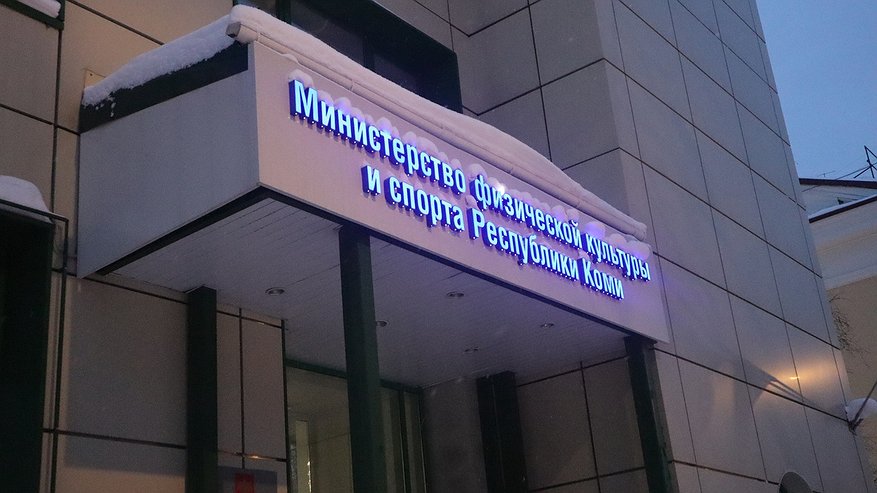 Министерство физической культуры
и спорта Республики Коми